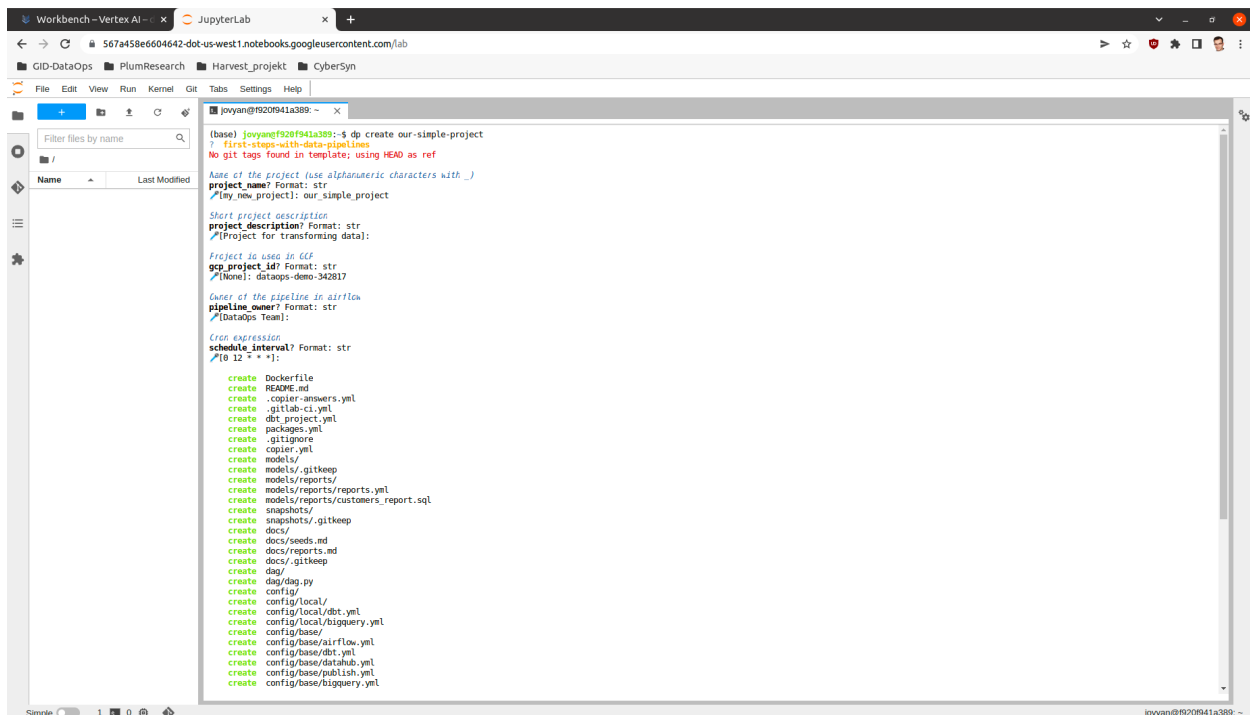 Workbench – Vertex AI – d
JupyterLab
567a458e6604642-dot-us-west1.notebooks.googleusercontent.com/lab
GID-DataOps PlumResearch Harvest_projekt CyberSyn
File Edit View Run Kernel Git Tabs Settings Help
jovyan@f920f941a389: ~
Filter files by name
/
Name Last Modified
(base) jovyan@f920f941a389:~$ dp create our-simple-project
? first-steps-with-data-pipelines
No git tags found in template; using HEAD as ref
Name of the project (use alphanumeric characters with _)
project_name? Format: str
[my_new_project]: our_simple_project
Short project description
project_description? Format: str
[Project for transforming data]:
Project id used in GCP
gcp_project_id? Format: str
[None]: dataops-demo-342817
Owner of the pipeline in airflow
pipeline_owner? Format: str
[DataOps Team]:
Cron expression
schedule_interval? Format: str
[0 12 * * *]:
create Dockerfile
create README.md
create .copier-answers.yml
create .gitlab-ci.yml
create dbt_project.yml
create packages.yml
create .gitignore
create copier.yml
create models/
create models/.gitkeep
create models/reports/
create models/reports/reports.yml
create models/reports/customers_report.sql
create snapshots/
create snapshots/.gitkeep
create docs/
create docs/seeds.md
create docs/reports.md
create docs/.gitkeep
create dag/
create dag/dag.py
create config/
create config/local/
create config/local/dbt.yml
create config/local/bigquery.yml
create config/base/
create config/base/airflow.yml
create config/base/dbt.yml
create config/base/datahub.yml
create config/base/publish.yml
create config/base/bigquery.yml
Simple 1 0 jovyan@f920f941a389: ~